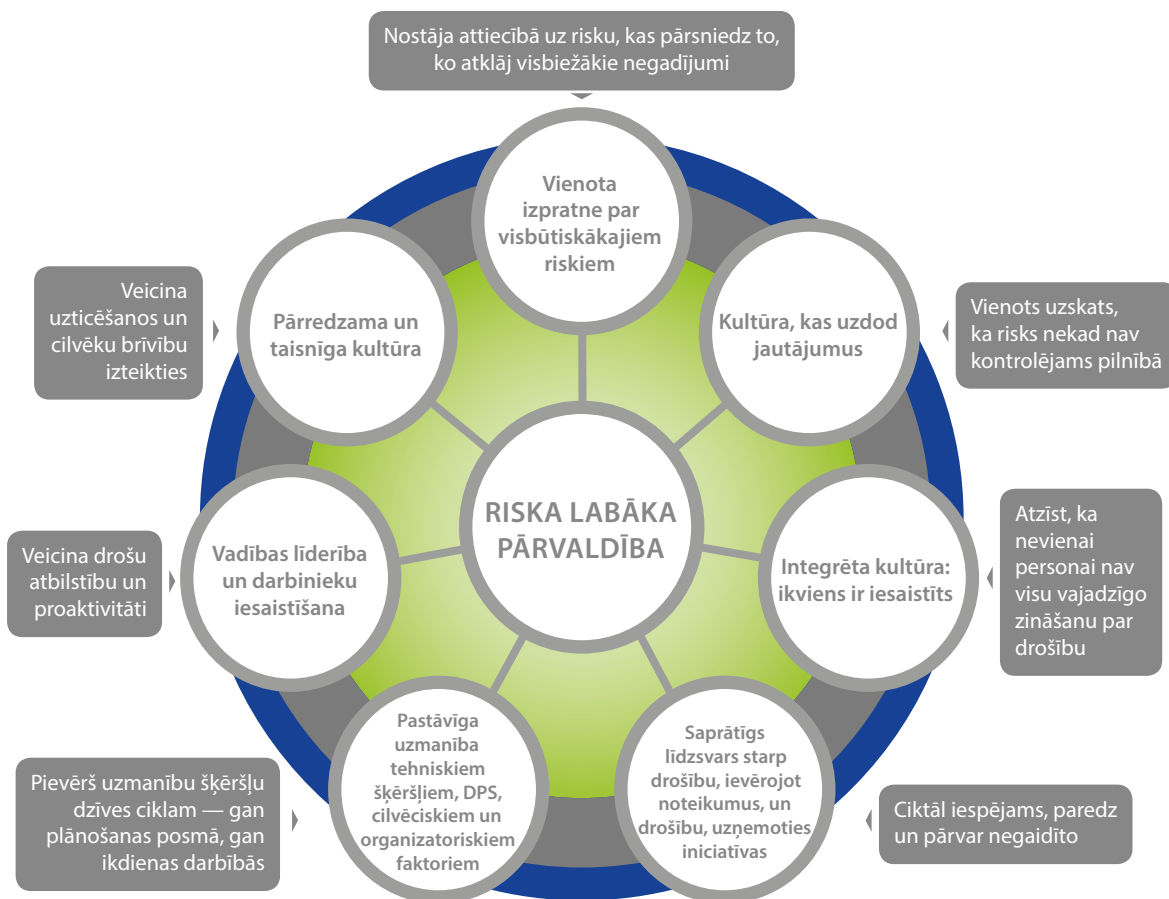 Nostāja attiecībā uz risku, kas pārsniedz to,
ko atklāj visbiežākie negadījumi
Vienota
izpratne par
visbūtiskākajiem
riskiem
Veicina
uzticēšanos un
cilvēku brīvību
izteikties
Pārredzama un
taisnīga kultūra
Kultūra, kas uzdod
jautājumus
Vienots uzskats,
ka risks nekad nav
kontrolējams pilnībā
RISKA LABĀKA
PĀRVALDĪBA
Veicina drošu
atbilstību un
proaktivitāti
Vadības līderība
un darbinieku
iesaistīšana
Integrēta kultūra:
ikviens ir iesaistīts
Atzīst, ka
nevienai
personai nav
visu vajadzīgo
zināšanu par
drošību
Pievērš uzmanību šķēršļu
dzīves ciklam — gan
plānošanas posmā, gan
ikdienas darbībās
Pastāvīga
uzmanība
tehniskiem
šķēršļiem, DPS,
cilvēciskiem un
organizatoriskiem
faktoriem
Saprātīgs
līdzsvars starp
drošību, ievērojot
noteikumus, un
drošību, uzņemoties
iniciatīvas
Ciktāl iespējams, paredz
un pārvar negaidīto